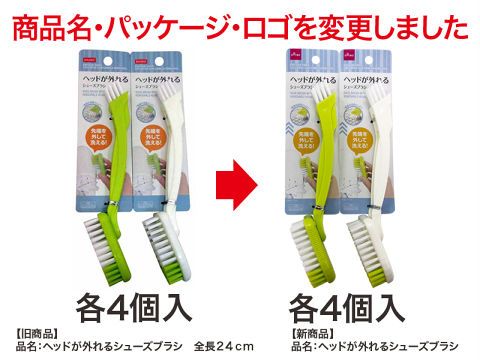 商品名・パッケージ・ロゴを変更しました
ヘッドが外れる
シューズブラシ
先端を
外して
洗える!
ヘッドが外れる
シューズブラシ
先端を
外して
洗える!
各4個入
各4個入
【旧商品】
品名：ヘッドが外れるシューズブラシ　全長24cm
【新商品】
品名：ヘッドが外れるシューズブラシ